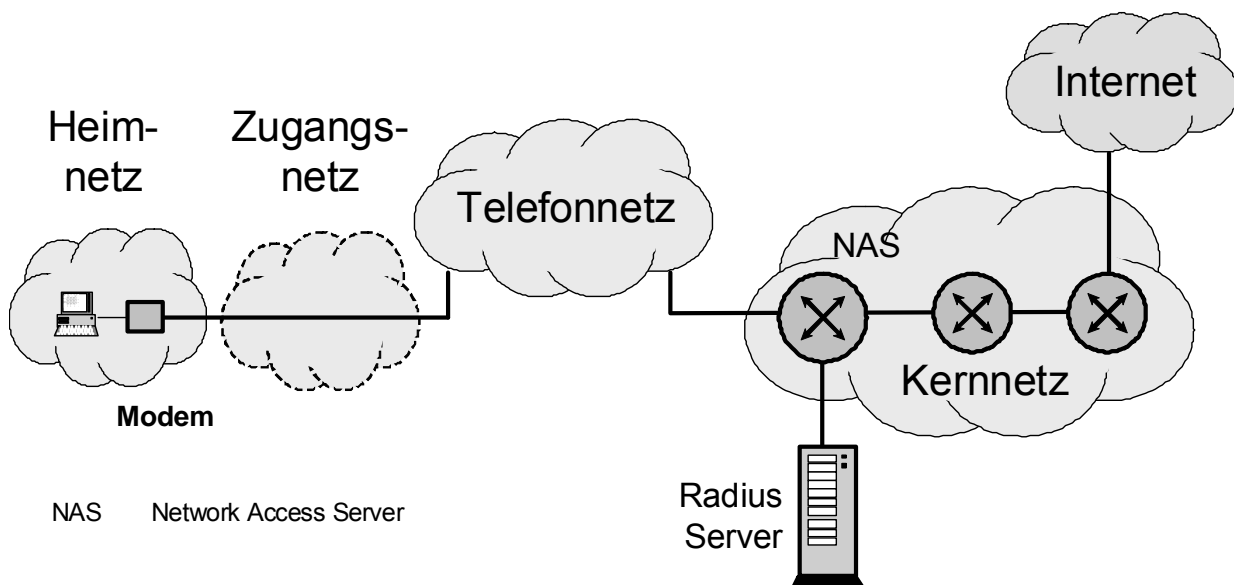 Internet
Heim-
netz
Zugangs-
netz
Telefonnetz
NAS
Kernnetz
Modem
Radius
Server
NAS Network Access Server